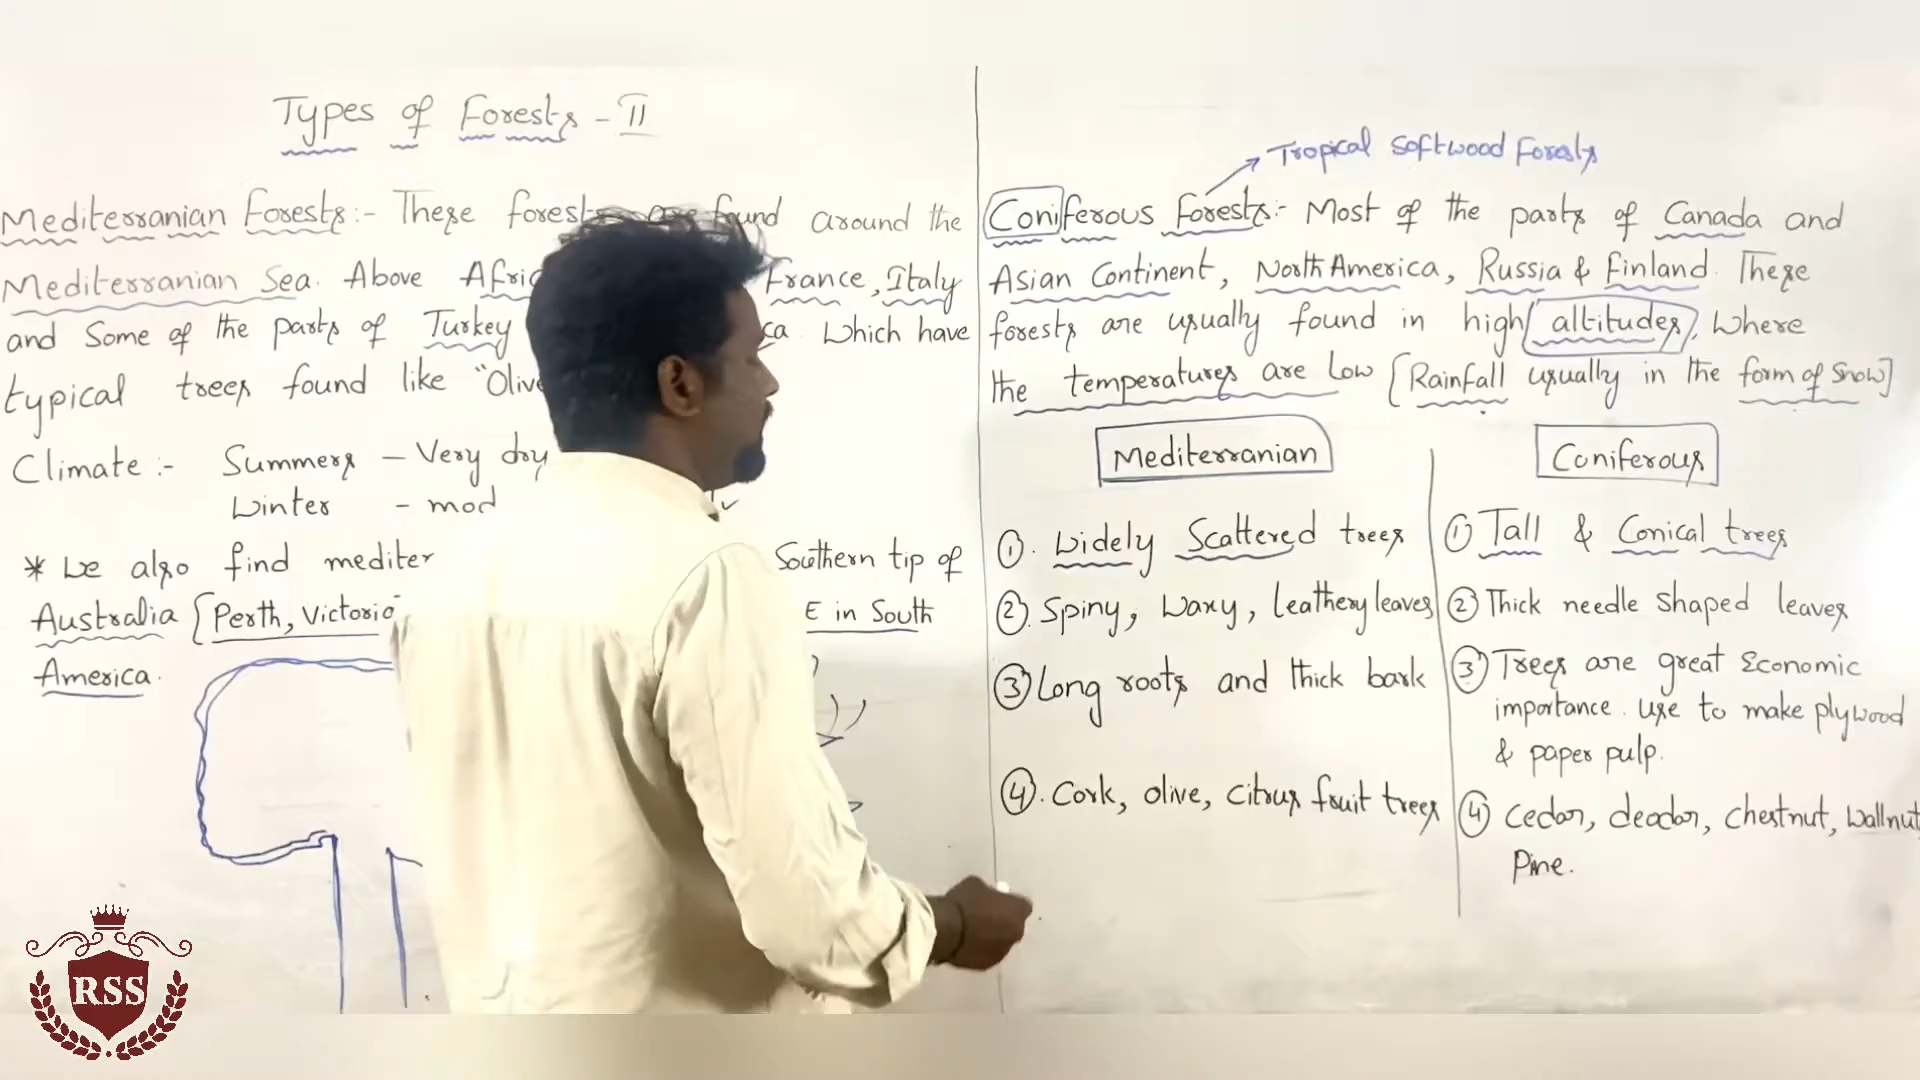 Types of Forests - II
Mediterranian Forests :- These forests are found around the
Mediterranian Sea. Above France, Italy
and Some of the parts of Turkey Which have
typical trees found like
Climate :- Summers - Very dry
Winter - mod
* We also find Southern tip of
Australia [Perth, Victoria E in South
America.
Tropical Softwood Forests
Coniferous Forests :- Most of the parts of Canada and
Asian Continent, North America, Russia & Finland. These
forests are usually found in high altitudes, Where
the temperatures are Low [Rainfall usually in the form of Snow]
Mediterranian
① Widely Scattered trees
② Spiny, Waxy, Leathery leaves
③ Long roots and thick bark
④ Cork, olive, Citrus fruit trees
Coniferous
① Tall & Conical trees
② Thick needle shaped leaves
③ Trees are great Economic
importance. Use to make plywood
& paper pulp.
④ Cedar, deodar, chestnut, Wallnut
Pine.
RSS